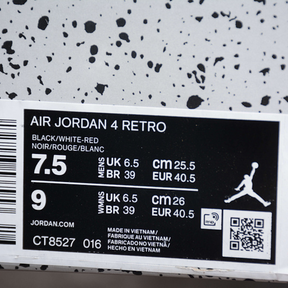 AIR JORDAN 4 RETRO
BLACK/WHITE-RED
NOIR/ROUGE/BLANC
7.5 MENS UK 6.5 cm 25.5
BR 39 EUR 40.5
9 WMNS UK 6.5 cm 26
BR 39 EUR 40.5
JORDAN.COM
CT8527 016
MADE IN VIETNAM/
FABRIQUE AU VIETNAM/
FABRICADO NO VIETNÃ/
HECHO EN VIETNAM